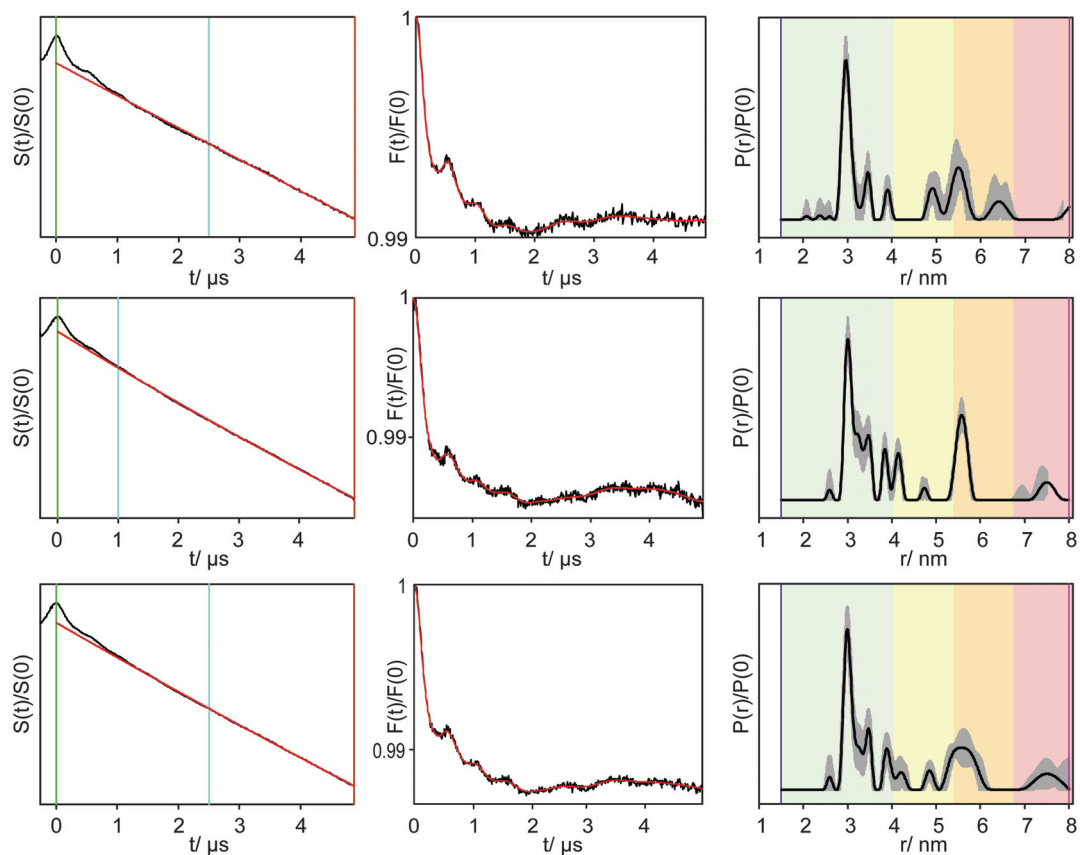 S(t)/S(0)
0 1 2 3 4
t/ µs
1
F(t)/F(0)
0.99
0 1 2 3 4
t/ µs
P(r)/P(0)
1 2 3 4 5 6 7 8
r/ nm
S(t)/S(0)
0 1 2 3 4
t/ µs
1
F(t)/F(0)
0.99
0 1 2 3 4
t/ µs
P(r)/P(0)
1 2 3 4 5 6 7 8
r/ nm
S(t)/S(0)
0 1 2 3 4
t/ µs
1
F(t)/F(0)
0.99
0 1 2 3 4
t/ µs
P(r)/P(0)
1 2 3 4 5 6 7 8
r/ nm